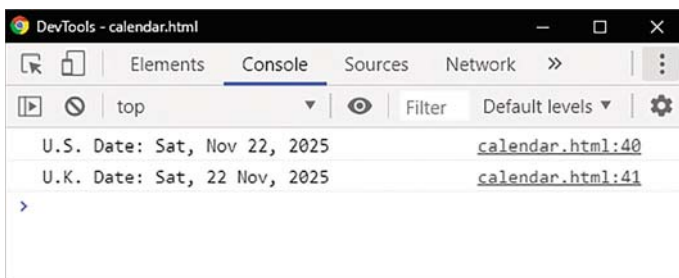 DevTools - calendar.html
Elements Console Sources Network »
top Filter Default levels
U.S. Date: Sat, Nov 22, 2025 calendar.html:40
U.K. Date: Sat, 22 Nov, 2025 calendar.html:41
>